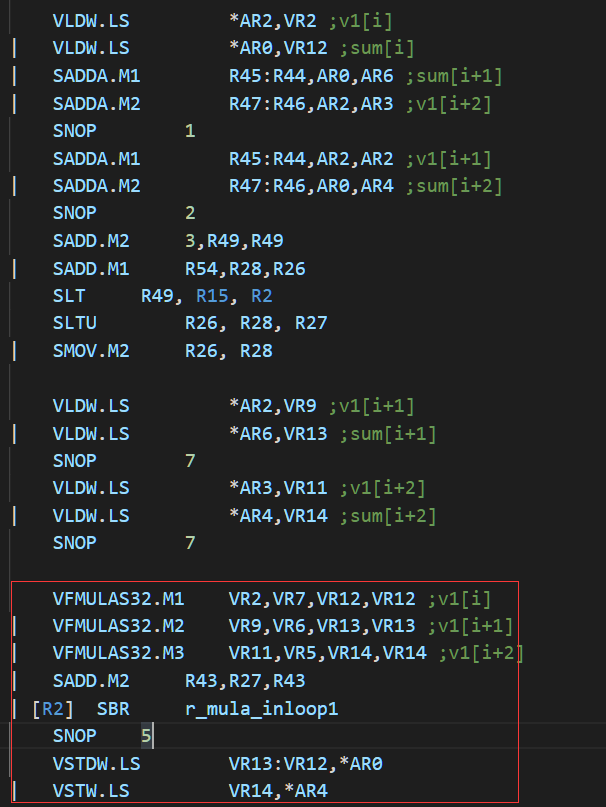 VLDW.LS *AR2,VR2 ;v1[i]
| VLDW.LS *AR0,VR12 ;sum[i]
| SADDA.M1 R45:R44,AR0,AR6 ;sum[i+1]
| SADDA.M2 R47:R46,AR2,AR3 ;v1[i+2]
SNOP 1
SADDA.M1 R45:R44,AR2,AR2 ;v1[i+1]
| SADDA.M2 R47:R46,AR0,AR4 ;sum[i+2]
SNOP 2
SADD.M2 3,R49,R49
| SADD.M1 R54,R28,R26
SLT R49, R15, R2
SLTU R26, R28, R27
| SMOV.M2 R26, R28
VLDW.LS *AR2,VR9 ;v1[i+1]
| VLDW.LS *AR6,VR13 ;sum[i+1]
SNOP 7
VLDW.LS *AR3,VR11 ;v1[i+2]
| VLDW.LS *AR4,VR14 ;sum[i+2]
SNOP 7
VFMULAS32.M1 VR2,VR7,VR12,VR12 ;v1[i]
| VFMULAS32.M2 VR9,VR6,VR13,VR13 ;v1[i+1]
| VFMULAS32.M3 VR11,VR5,VR14,VR14 ;v1[i+2]
| SADD.M2 R43,R27,R43
| [R2] SBR r_mula_inloop1
SNOP 5
VSTDW.LS VR13:VR12,*AR0
| VSTW.LS VR14,*AR4